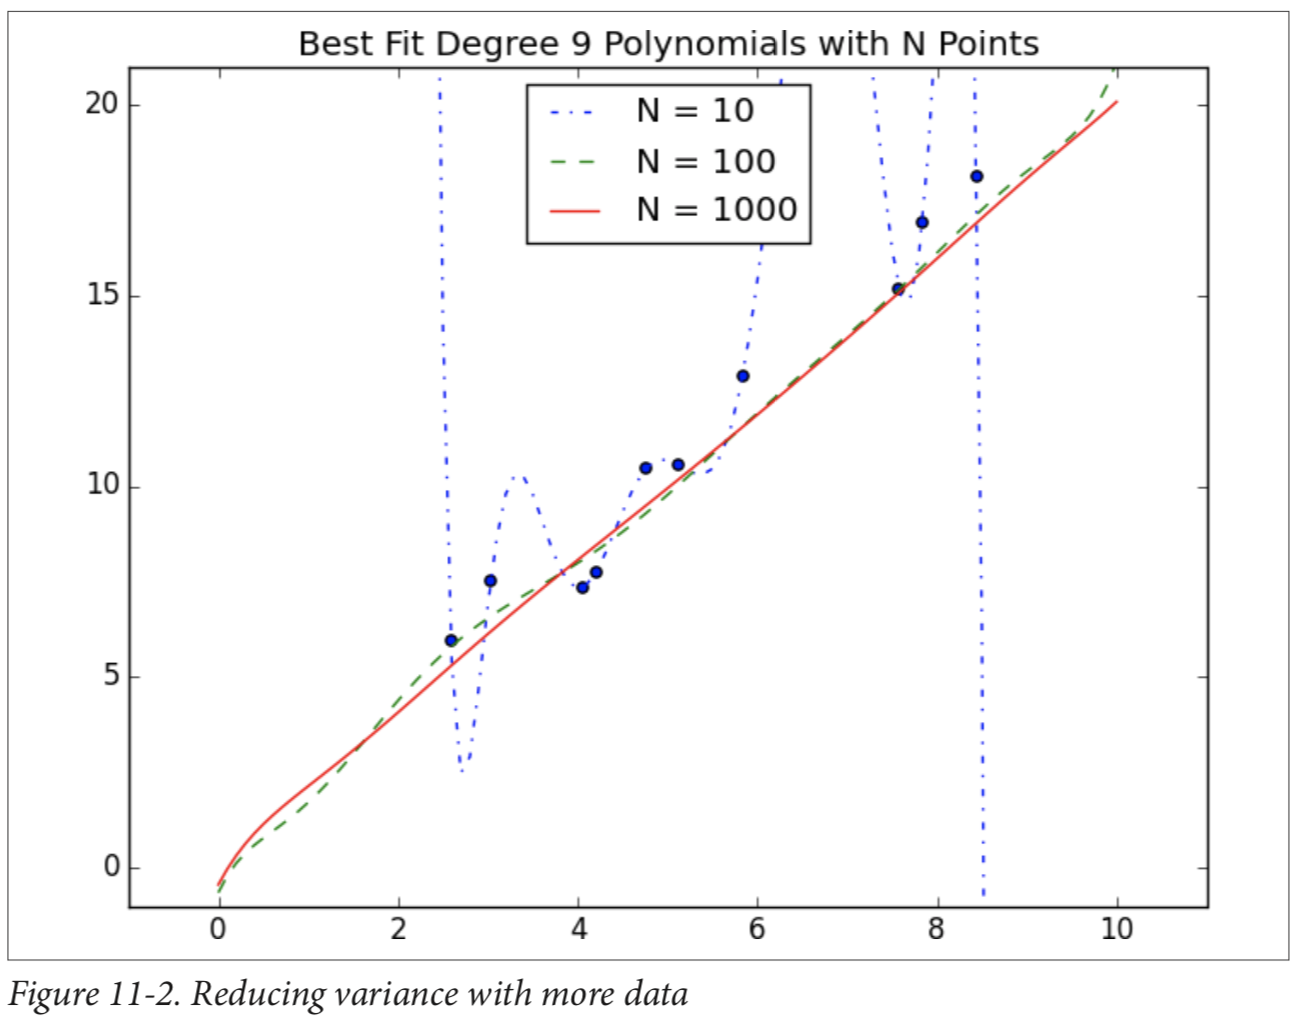 Best Fit Degree 9 Polynomials with N Points
N = 10
N = 100
N = 1000
20
15
10
5
0
0 2 4 6 8 10
Figure 11-2. Reducing variance with more data